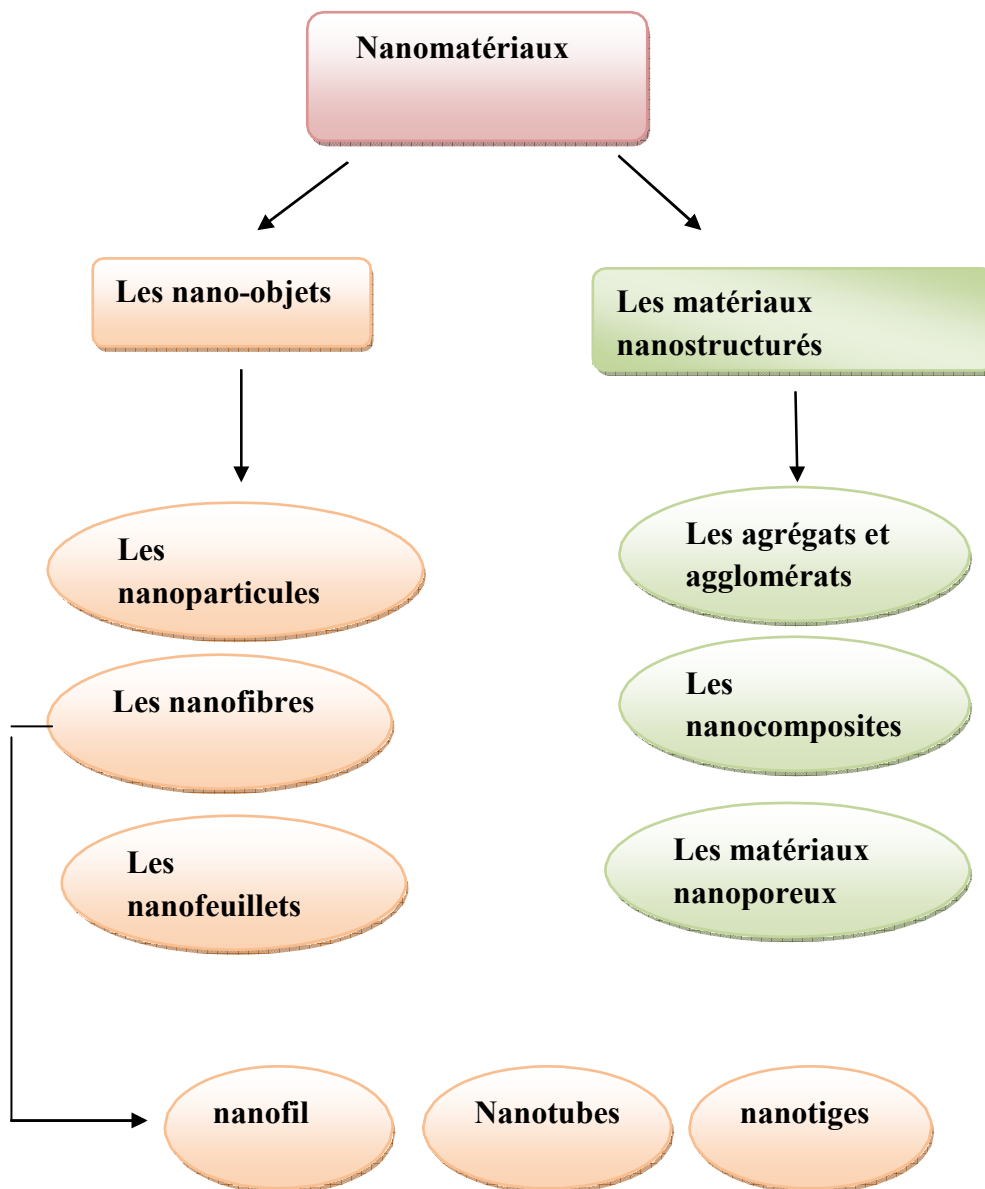 Nanomatériaux
Les nano-objets
Les matériaux
nanostructurés
Les
nanoparticules
Les nanofibres
Les
nanofeuillets
Les agrégats et
agglomérats
Les
nanocomposites
Les matériaux
nanoporeux
nanofil
Nanotubes
nanotiges